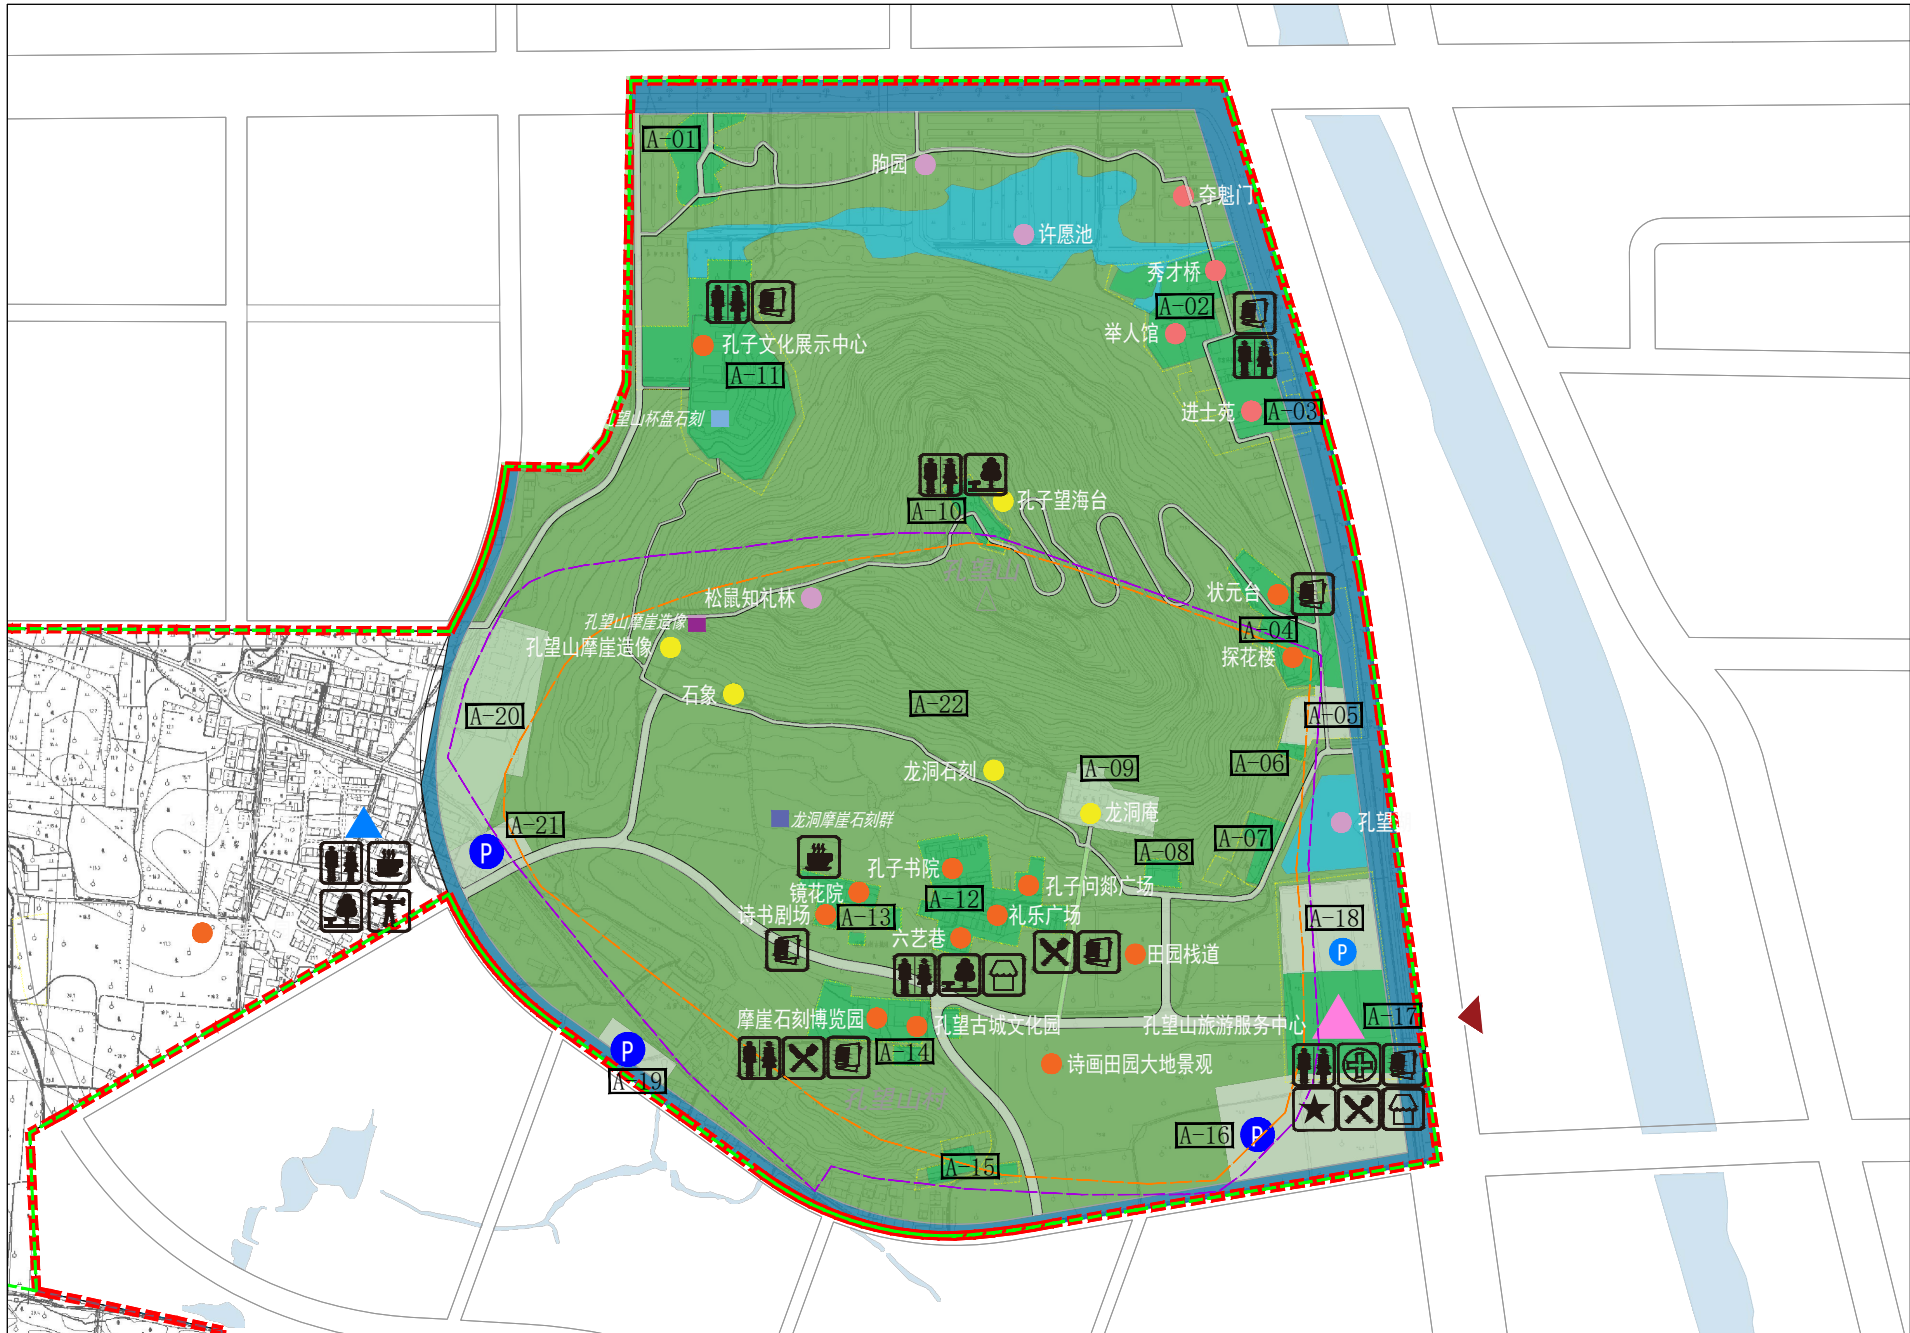 A-01
朐园
夺魁门
许愿池
秀才桥
A-02
举人馆
孔子文化展示中心
A-11
进士苑
A-03
孔望山杯盘石刻
孔子望海台
A-10
孔望山
状元台
松鼠知礼林
孔望山摩崖造像
A-04
孔望山摩崖造像
探花楼
石象
A-22
A-20
A-05
龙洞石刻
A-09
A-06
龙洞庵
龙洞摩崖石刻群
孔望
A-21
P
A-07
A-08
孔子书院
孔子问郯广场
镜花院
A-12
诗书剧场
A-13
礼乐广场
A-18
六艺巷
田园栈道
P
摩崖石刻博览园
孔望古城文化园
孔望山旅游服务中心
A-17
P
A-14
诗画田园大地景观
A-19
孔望山村
A-16
P
A-15